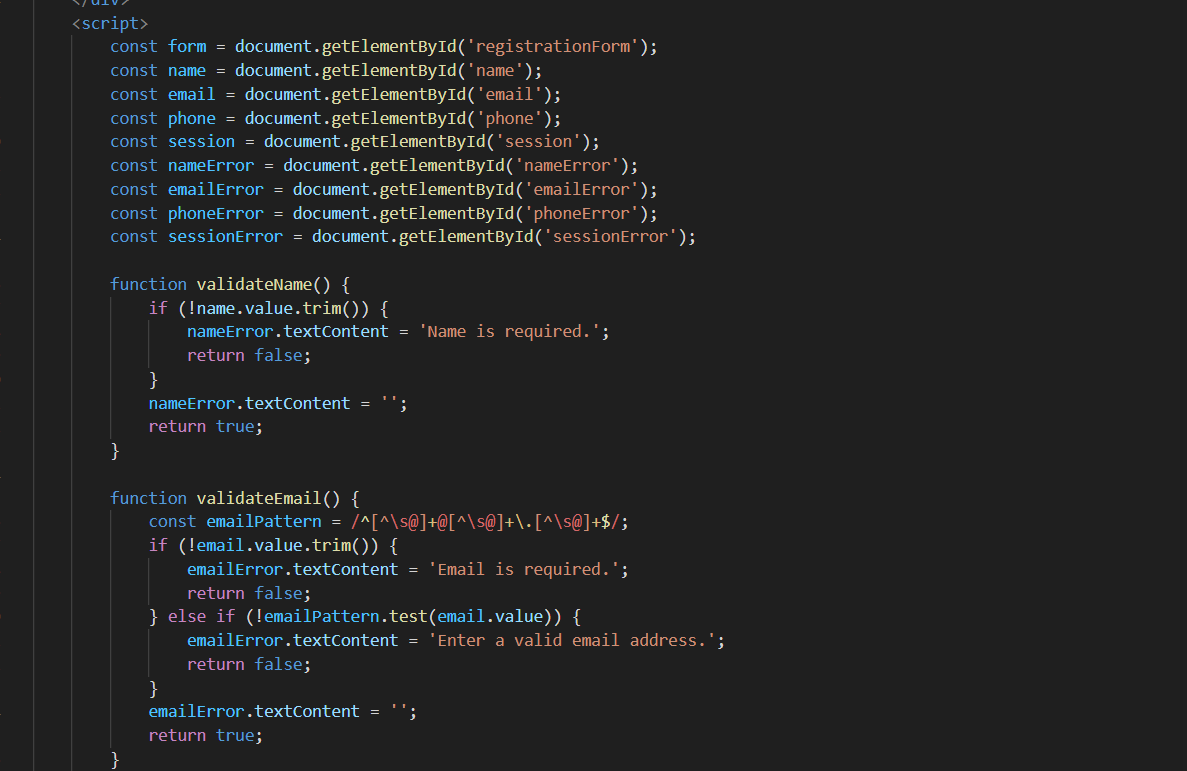 </div>
<script>
const form = document.getElementById('registrationForm');
const name = document.getElementById('name');
const email = document.getElementById('email');
const phone = document.getElementById('phone');
const session = document.getElementById('session');
const nameError = document.getElementById('nameError');
const emailError = document.getElementById('emailError');
const phoneError = document.getElementById('phoneError');
const sessionError = document.getElementById('sessionError');
function validateName() {
if (!name.value.trim()) {
nameError.textContent = 'Name is required.';
return false;
}
nameError.textContent = '';
return true;
}
function validateEmail() {
const emailPattern = /^[^\s@]+@[^\s@]+\.[^\s@]+$/;
if (!email.value.trim()) {
emailError.textContent = 'Email is required.';
return false;
} else if (!emailPattern.test(email.value)) {
emailError.textContent = 'Enter a valid email address.';
return false;
}
emailError.textContent = '';
return true;
}